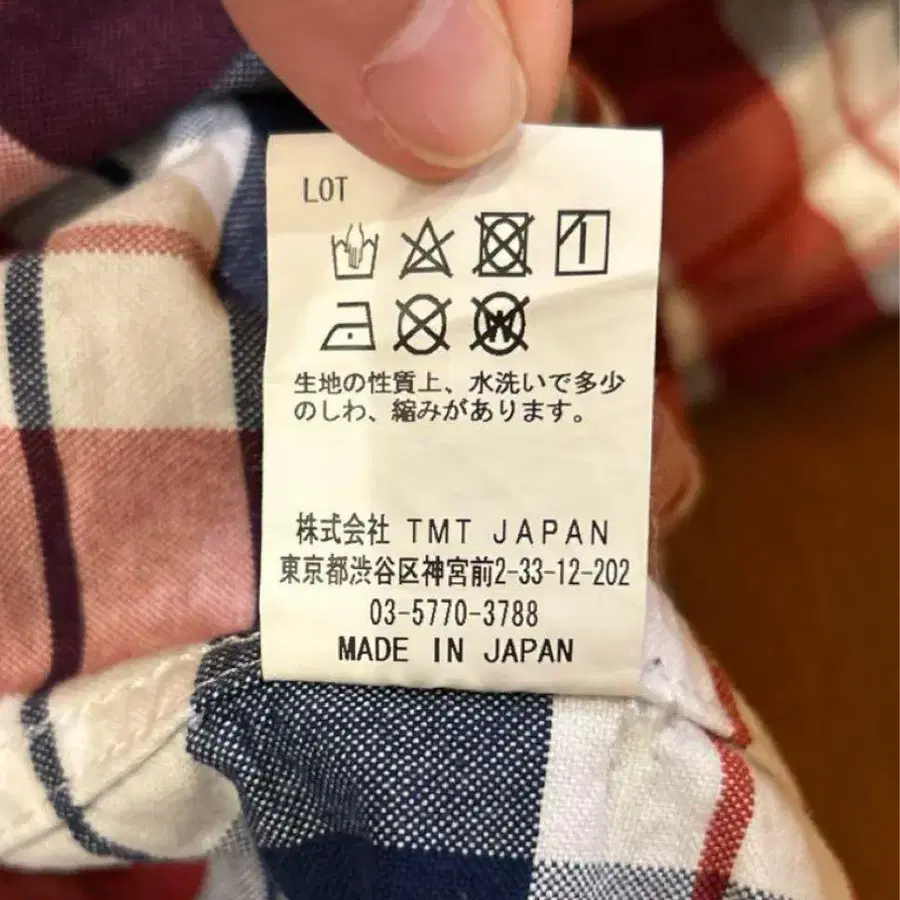 LOT
W
生地の性質上、水洗いで多少
のしわ、縮みがあります。
株式会社 TMT JAPAN
東京都渋谷区神宮前2-33-12-202
03-5770-3788
MADE IN JAPAN